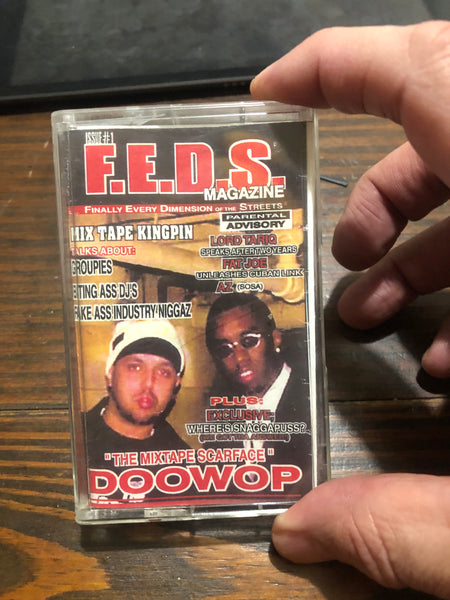 ISSUE #1
F.E.D.S.
MAGAZINE
FINALLY EVERY DIMENSION OF THE STREETS
PARENTAL
ADVISORY
MIX TAPE KINGPIN
TALKS ABOUT:
GROUPIES
BITING ASS DJ'S
FAKE ASS INDUSTRY NIGGAZ
LORD TARIQ
SPEAKS AFTER TWO YEARS
FAT JOE
UNLEASHES CUBAN LINK
AZ (SOSA)
PLUS:
EXCLUSIVE:
WHERE'S SNAGGAPUSS?
"THE MIXTAPE SCARFACE"
DOOWOP